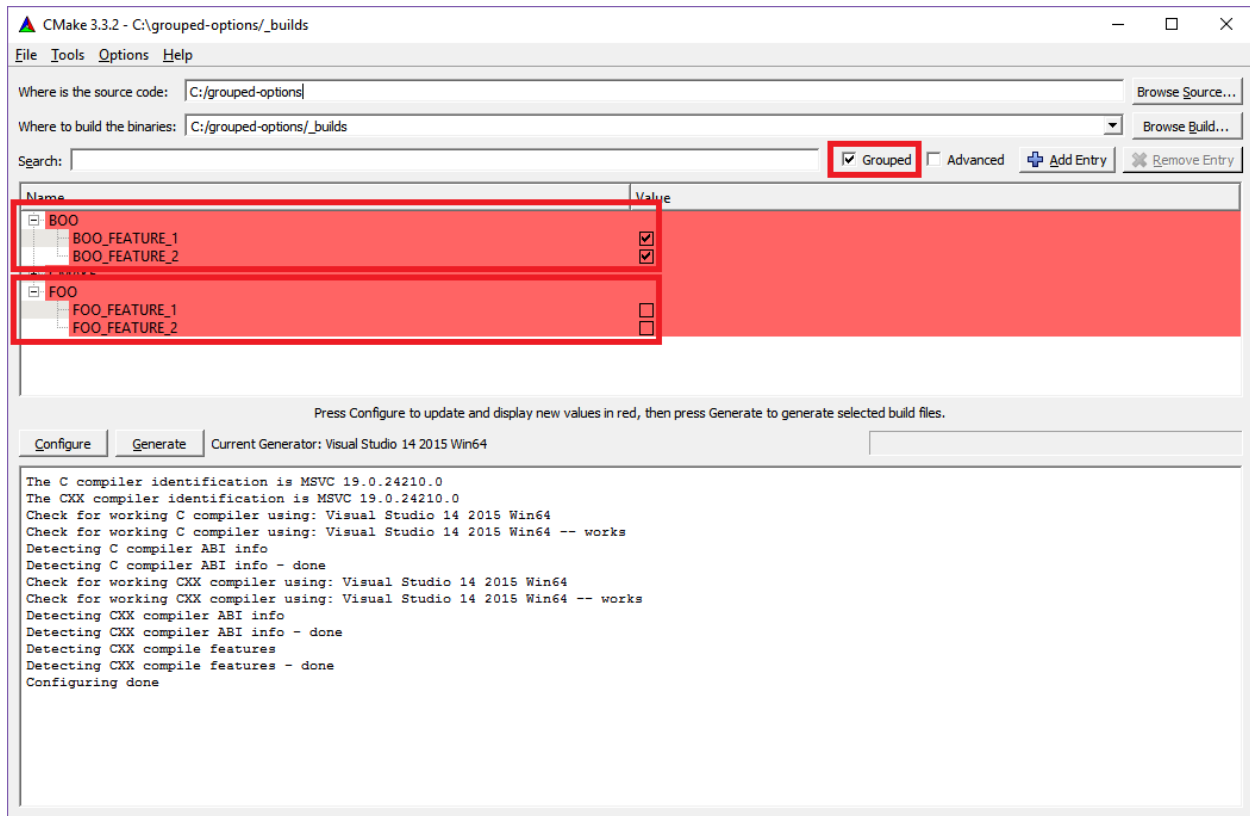 CMake 3.3.2 - C:\grouped-options/_builds
File Tools Options Help
Where is the source code: C:/grouped-options
Browse Source...
Where to build the binaries: C:/grouped-options/_builds
Browse Build...
Search:
Grouped
Advanced
Add Entry
Remove Entry
Name Value
BOO
BOO_FEATURE_1
BOO_FEATURE_2
FOO
FOO_FEATURE_1
FOO_FEATURE_2
Press Configure to update and display new values in red, then press Generate to generate selected build files.
Configure Generate Current Generator: Visual Studio 14 2015 Win64
The C compiler identification is MSVC 19.0.24210.0
The CXX compiler identification is MSVC 19.0.24210.0
Check for working C compiler using: Visual Studio 14 2015 Win64
Check for working C compiler using: Visual Studio 14 2015 Win64 -- works
Detecting C compiler ABI info
Detecting C compiler ABI info - done
Check for working CXX compiler using: Visual Studio 14 2015 Win64
Check for working CXX compiler using: Visual Studio 14 2015 Win64 -- works
Detecting CXX compiler ABI info
Detecting CXX compiler ABI info - done
Detecting CXX compile features
Detecting CXX compile features - done
Configuring done